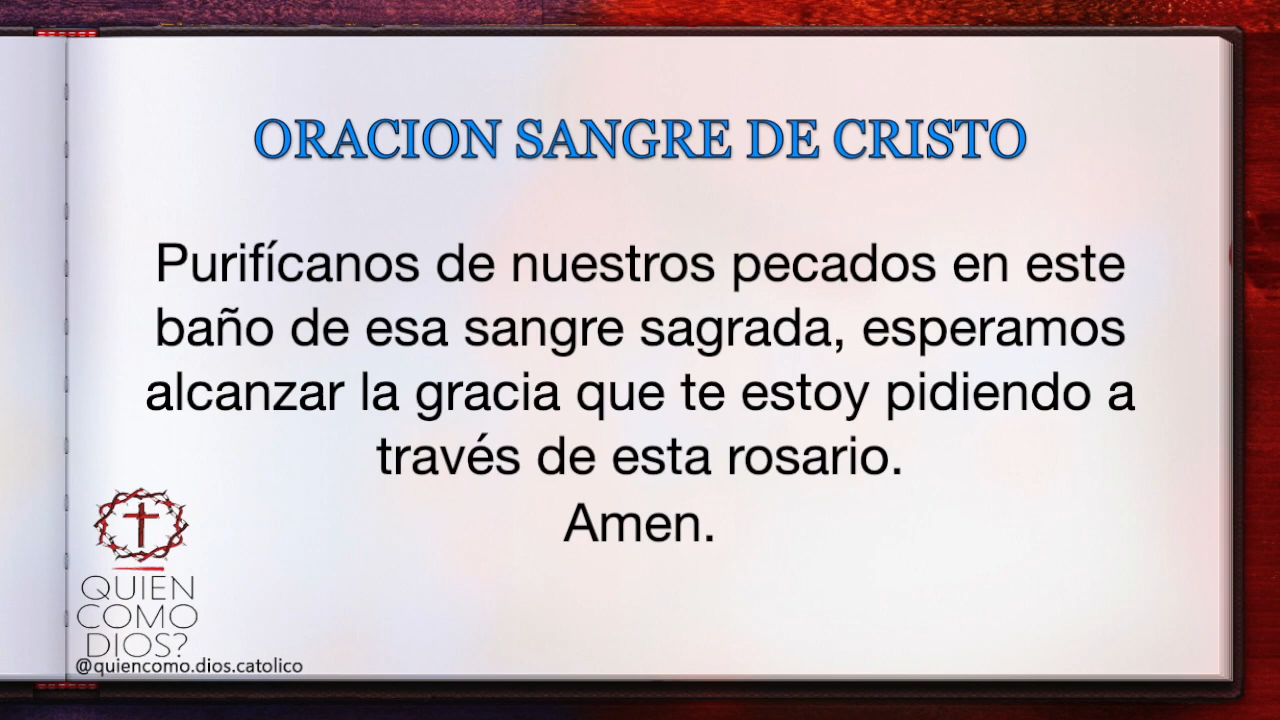 ORACION SANGRE DE CRISTO
Purifícanos de nuestros pecados en este
baño de esa sangre sagrada, esperamos
alcanzar la gracia que te estoy pidiendo a
través de esta rosario.
Amen.
QUIEN
COMO
DIOS?
@quiencomo.dios.catolico